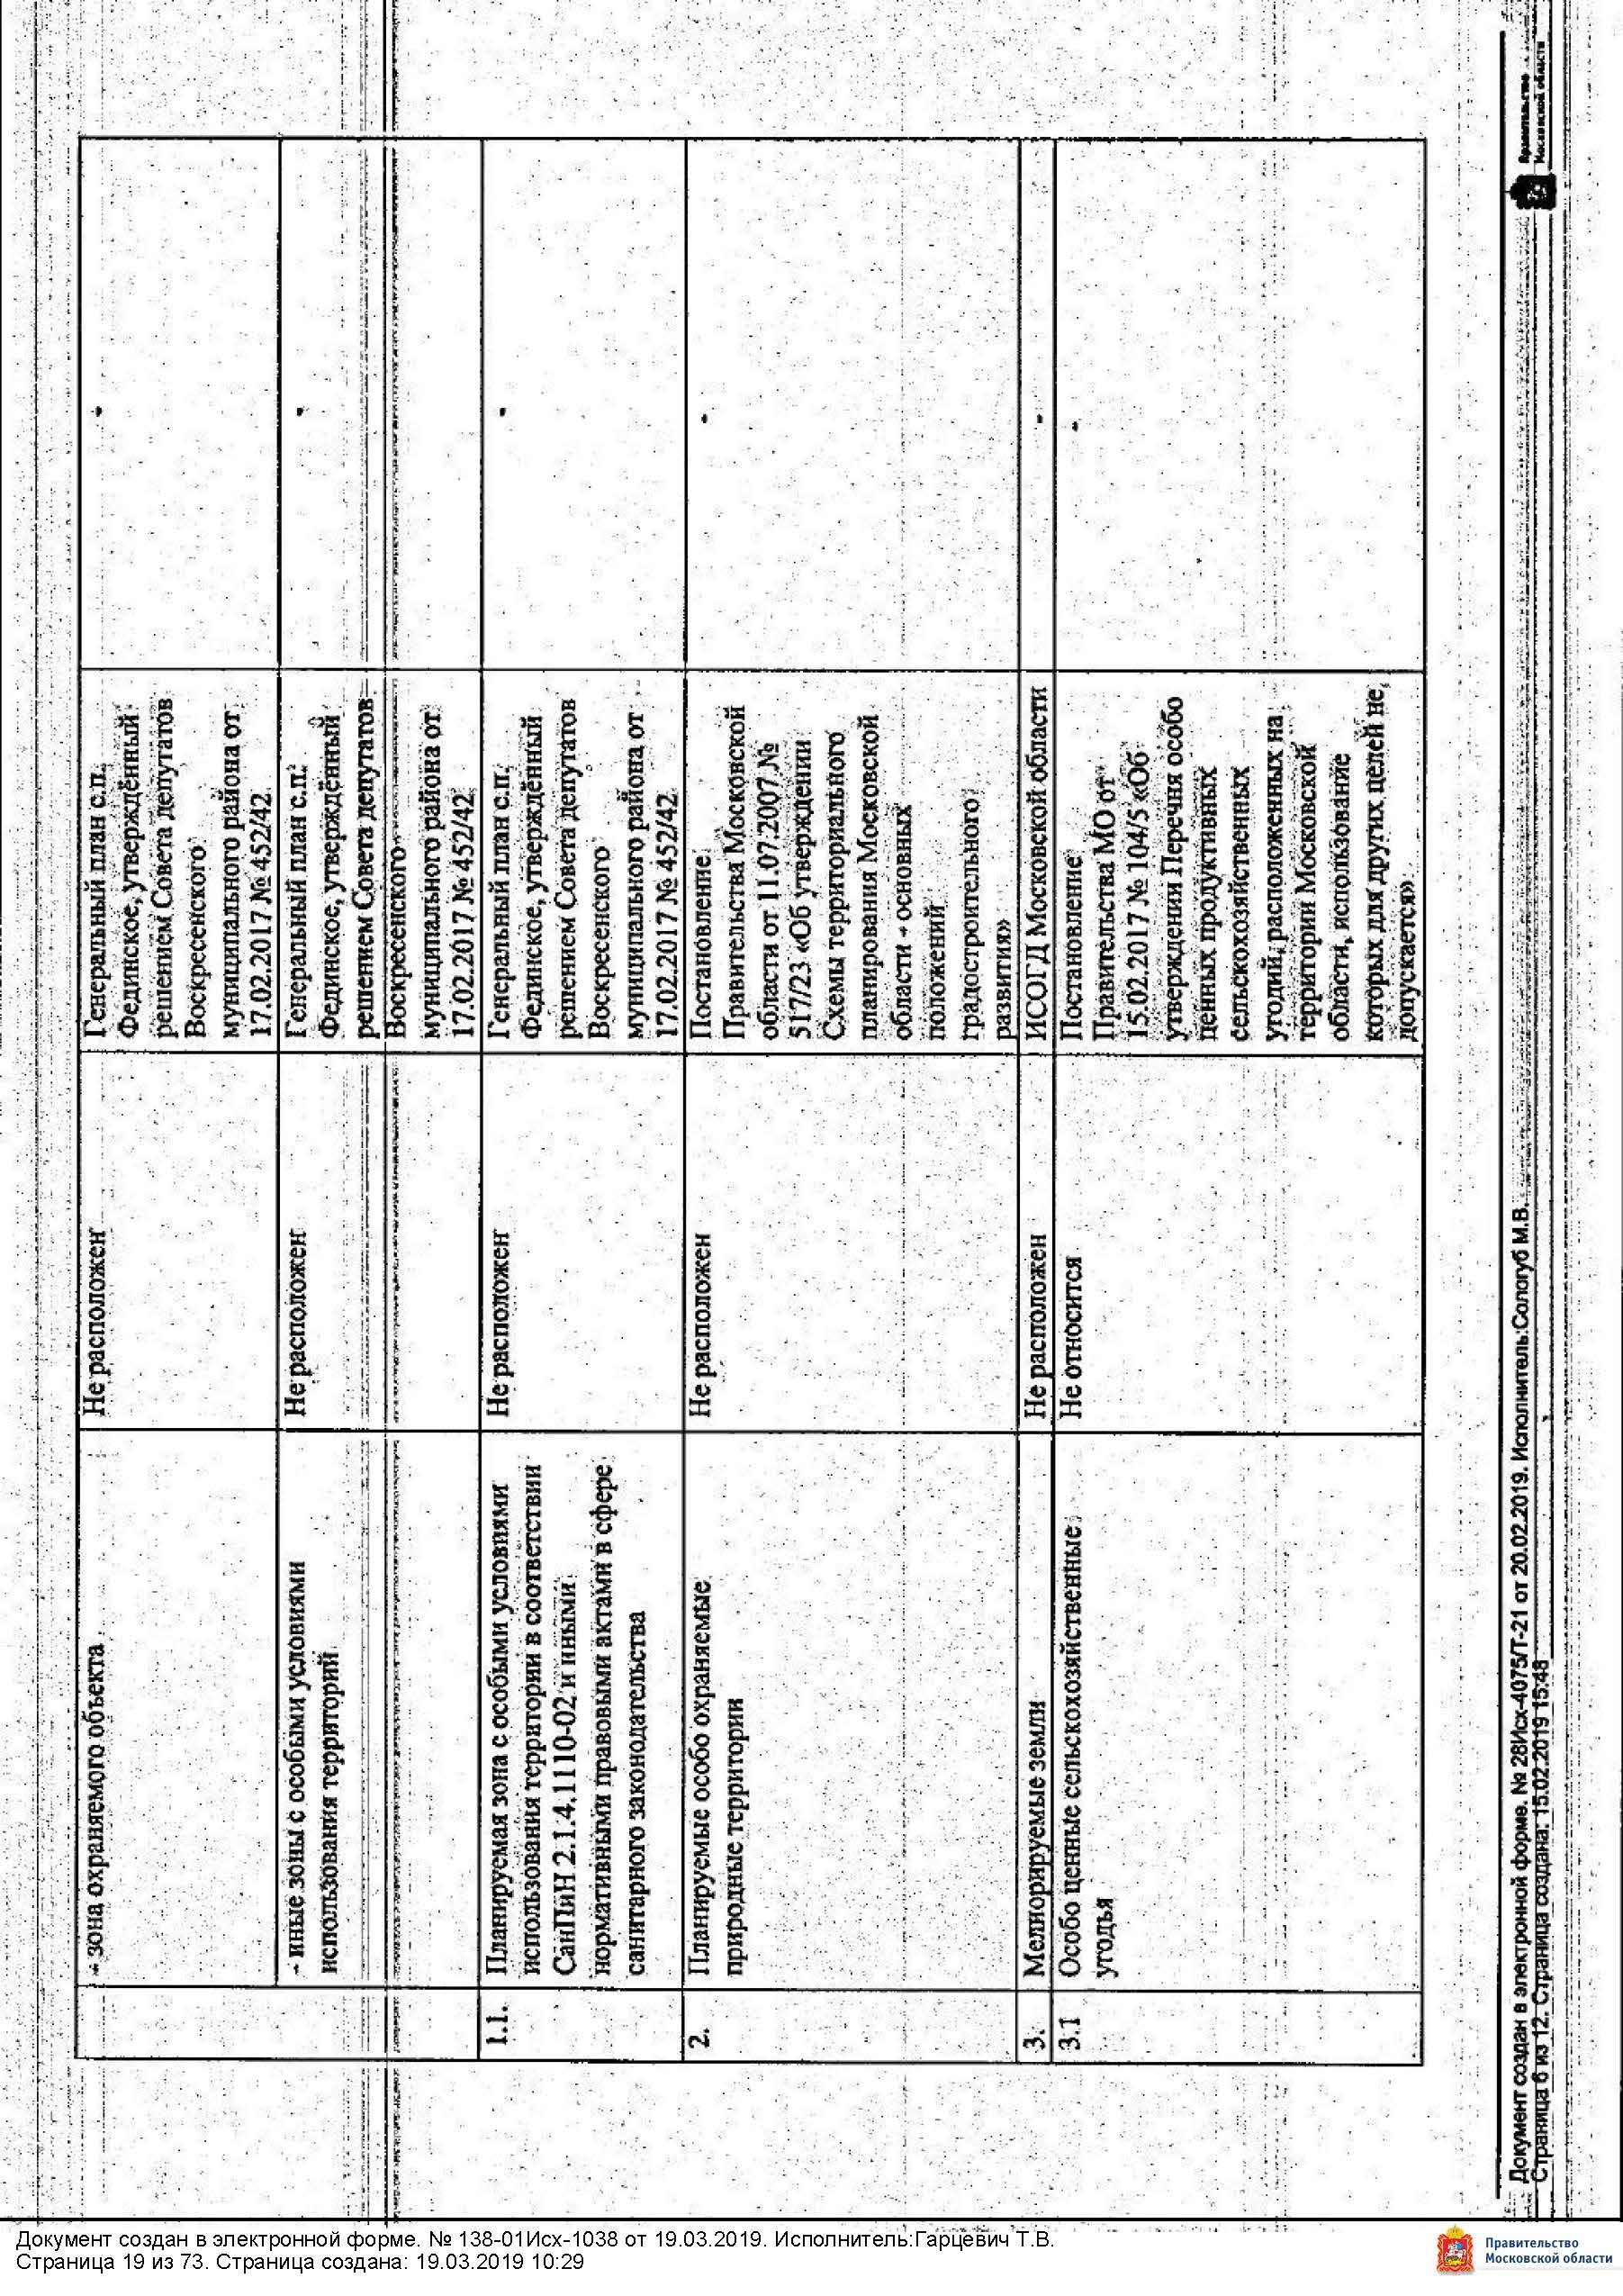 - зона охраняемого объекта
Не расположен
Генеральный план с.п.
Фединское, утверждённый
решением Совета депутатов
Воскресенского
муниципального района от
17.02.2017 № 452/42
-
- иные зоны с особыми условиями
использования территорий
Не расположен
Генеральный план с.п.
Фединское, утверждённый
решением Совета депутатов
Воскресенского
муниципального района от
17.02.2017 № 452/42
-
1.1.
Планируемая зона с особыми условиями
использования территории в соответствии
СанПиН 2.1.4.1110-02 и иными
нормативными правовыми актами в сфере
санитарного законодательства
Не расположен
Генеральный план с.п.
Фединское, утверждённый
решением Совета депутатов
Воскресенского
муниципального района от
17.02.2017 № 452/42
-
2.
Планируемые особо охраняемые
природные территории
Не расположен
Постановление
Правительства Московской
области от 11.07.2007 №
517/23 «Об утверждении
Схемы территориального
планирования Московской
области - основных
положений
градостроительного
развития»
-
3.
Мелиорируемые земли
Не расположен
ИСОГД Московской области
-
3.1
Особо ценные сельскохозяйственные
угодья
Не относится
Постановление
Правительства МО от
15.02.2017 № 104/5 «Об
утверждении Перечня особо
ценных продуктивных
сельскохозяйственных
угодий, расположенных на
территории Московской
области, использование
которых для других целей не
допускается»
-
Документ создан в электронной форме. № 28Исх-4075/Т-21 от 20.02.2019. Исполнитель:Сологуб М.В.
Страница 6 из 12. Страница создана: 15.02.2019 15:48
Правительство
Московской области
Документ создан в электронной форме. № 138-01Исх-1038 от 19.03.2019. Исполнитель:Гарцевич Т.В.
Страница 19 из 73. Страница создана: 19.03.2019 10:29
Правительство
Московской области